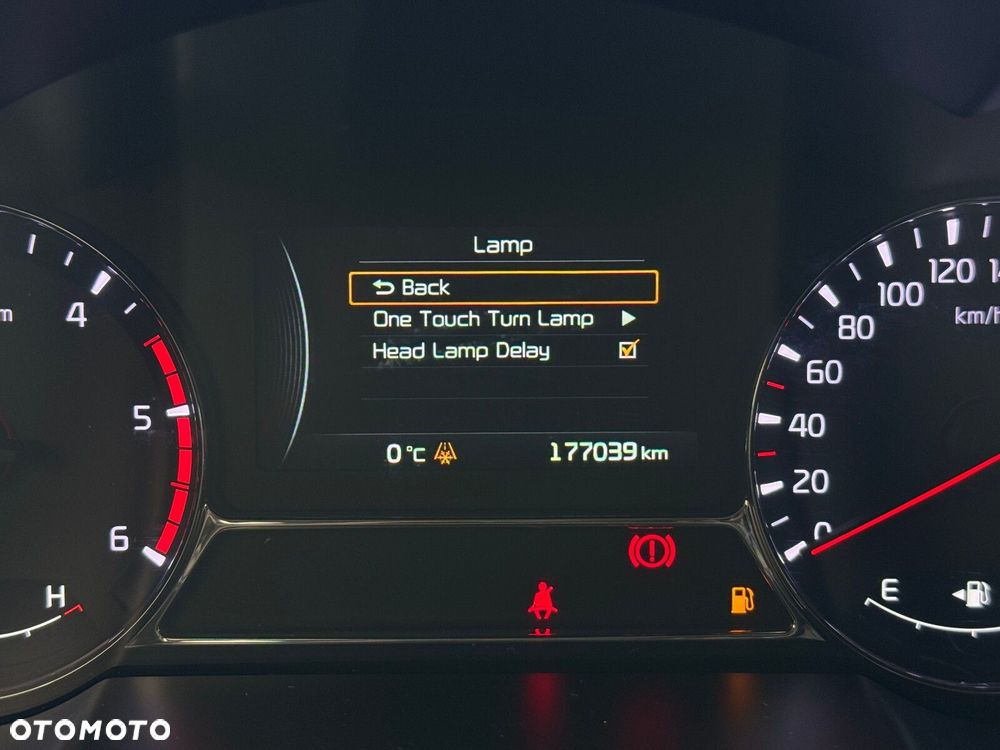 Lamp
Back
One Touch Turn Lamp
Head Lamp Delay
0°C
177039 km
4
5
6
H
120
100
km/h
80
60
40
20
0
E
OTOMOTO